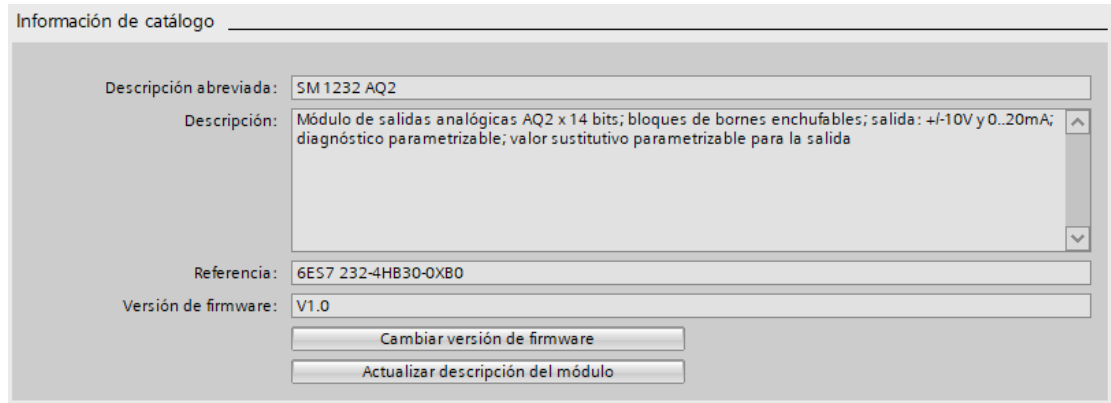 Información de catálogo
Descripción abreviada: SM 1232 AQ2
Descripción: Módulo de salidas analógicas AQ2 x 14 bits; bloques de bornes enchufables; salida: +/-10V y 0..20mA;
diagnóstico parametrizable; valor sustitutivo parametrizable para la salida
Referencia: 6ES7 232-4HB30-0XB0
Versión de firmware: V1.0
Cambiar versión de firmware
Actualizar descripción del módulo